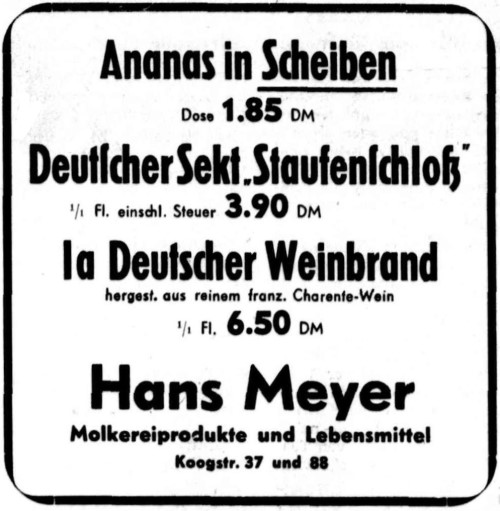 Ananas in Scheiben
Dose 1.85 DM
Deutſcher Sekt „Staufenſchloß"
1/1 Fl. einschl. Steuer 3.90 DM
Ia Deutscher Weinbrand
hergest. aus reinem franz. Charente-Wein
1/1 Fl. 6.50 DM
Hans Meyer
Molkereiprodukte und Lebensmittel
Koogstr. 37 und 88